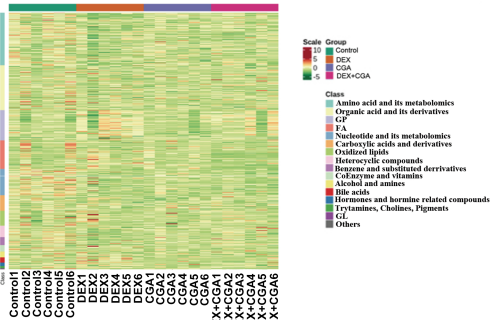 Scale Group
10
5
0
-5
Control
DEX
CGA
DEX+CGA
Class
Amino acid and its metabolomics
Organic acid and its derivatives
GP
FA
Nucleotide and its metabolomics
Carboxylic acids and derivatives
Oxidized lipids
Heterocyclic compounds
Benzene and substituted derrivatives
CoEnzyme and vitamins
Alcohol and amines
Bile acids
Hormones and hormine related compounds
Trytamines, Cholines, Pigments
GL
Others
Class
Control1
Control2
Control3
Control4
Control5
Control6
DEX1
DEX2
DEX3
DEX4
DEX5
DEX6
CGA1
CGA2
CGA3
CGA4
CGA5
CGA6
X+CGA1
X+CGA2
X+CGA3
X+CGA4
X+CGA5
X+CGA6